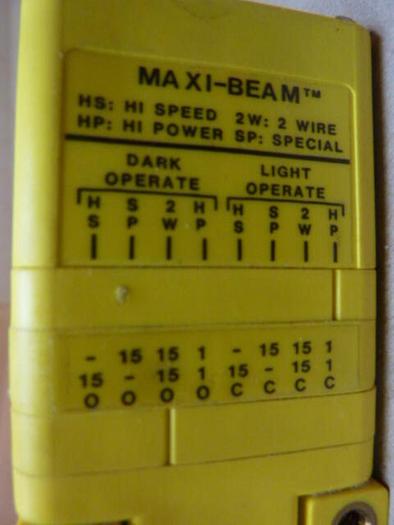 MAXI-BEAM™
HS: HI SPEED 2W: 2 WIRE
HP: HI POWER SP: SPECIAL
DARK OPERATE LIGHT OPERATE
H S 2 H H S 2 H
S P W P S P W P
- 15 15 1 - 15 15 1
15 - 15 1 15 - 15 1
O O O O C C C C